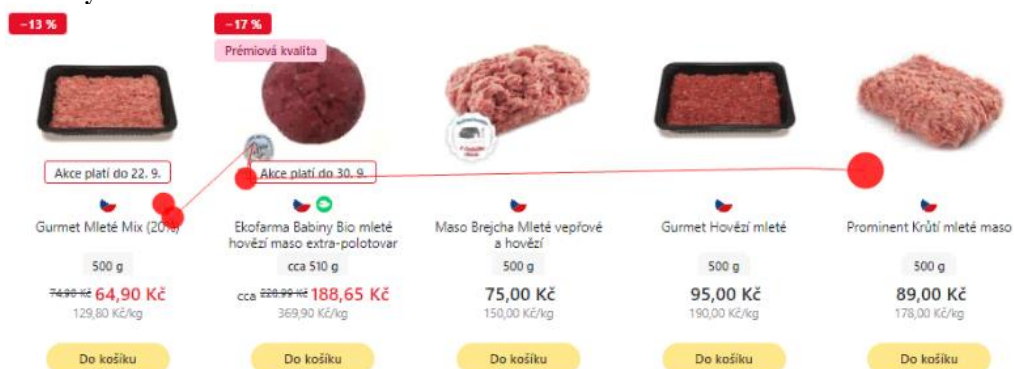 −13 %
−17 %
Prémiová kvalita
Akce platí do 22. 9.
Akce platí do 30. 9.
Gurmet Mleté Mix (20%)
500 g
74,90 Kč 64,90 Kč
129,80 Kč/kg
Do košíku
Ekofarma Babiny Bio mleté
hovězí maso extra-polotovar
cca 510 g
cca 228,99 Kč 188,65 Kč
369,90 Kč/kg
Do košíku
Maso Brejcha Mleté vepřové
a hovězí
500 g
75,00 Kč
150,00 Kč/kg
Do košíku
Gurmet Hovězí mleté
500 g
95,00 Kč
190,00 Kč/kg
Do košíku
Prominent Krůtí mleté maso
500 g
89,00 Kč
178,00 Kč/kg
Do košíku